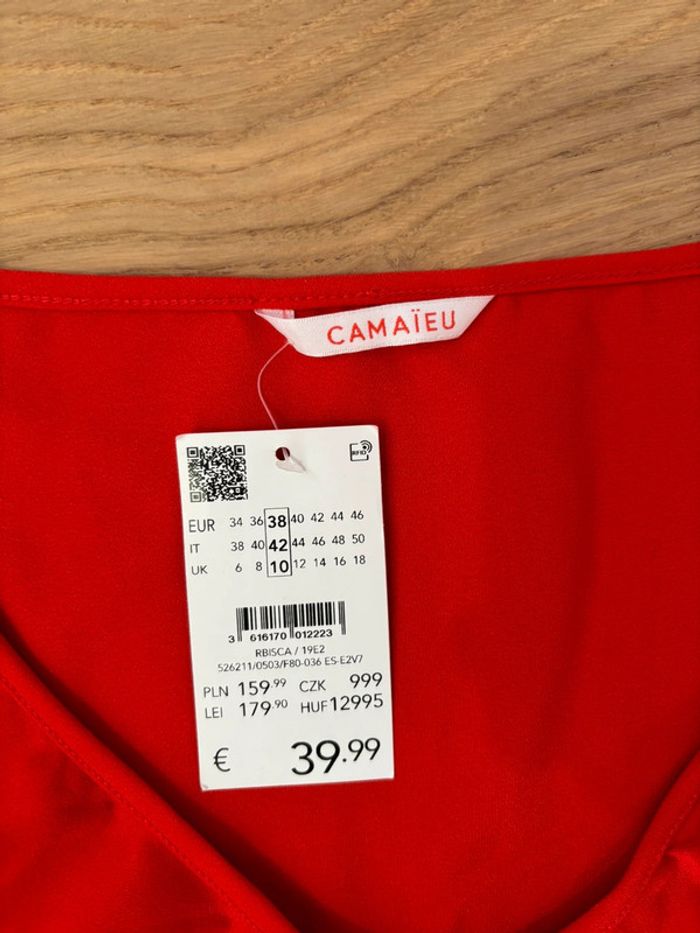 CAMAÏEU
RFID
EUR 34 36 38 40 42 44 46
IT 38 40 42 44 46 48 50
UK 6 8 10 12 14 16 18
3 616170 012223
RBISCA / 19E2
526211/0503/F80-036 ES-E2V7
PLN 159.99 CZK 999
LEI 179.90 HUF 12995
€ 39.99